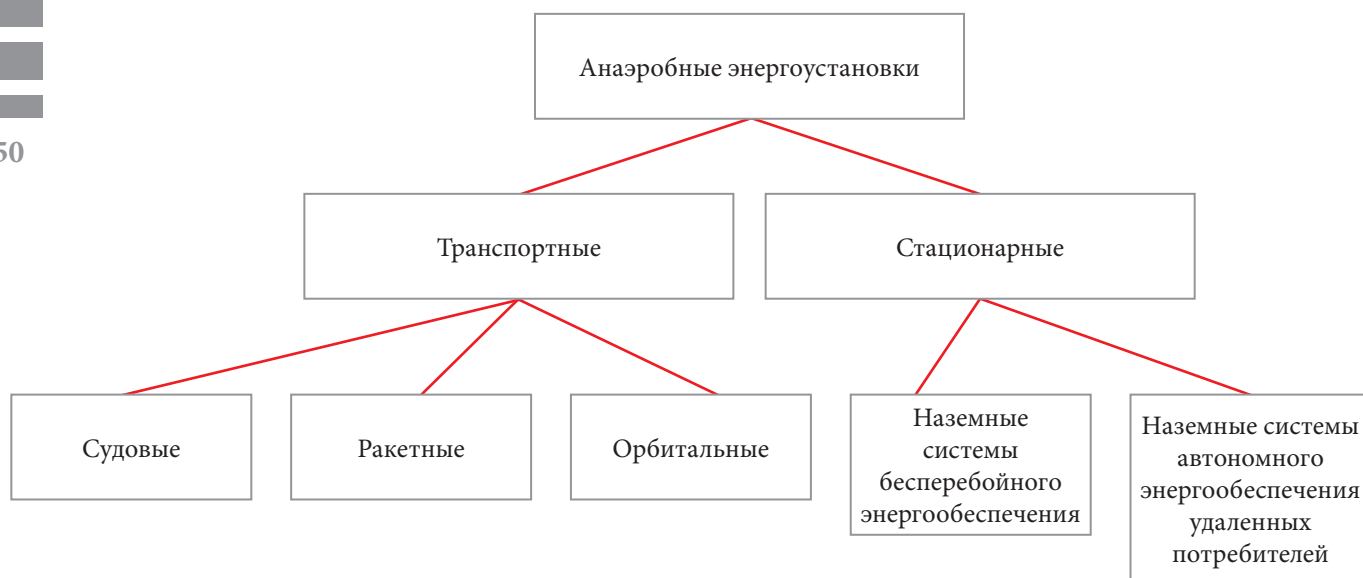 Анаэробные энергоустановки
50
Транспортные
Стационарные
Судовые
Ракетные
Орбитальные
Наземные
системы
бесперебойного
энергообеспечения
Наземные системы
автономного
энергообеспечения
удаленных
потребителей